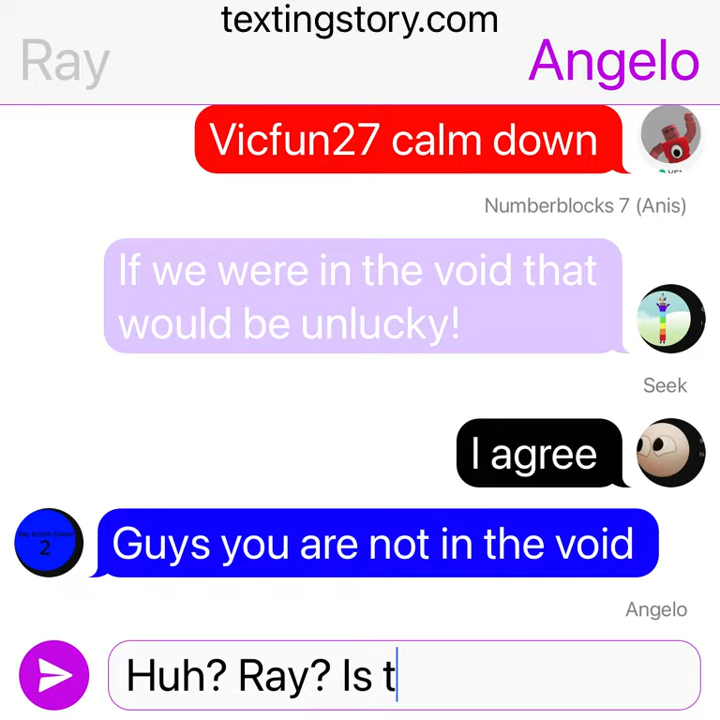 textingstory.com
Ray
Angelo
Vicfun27 calm down
Numberblocks 7 (Anis)
If we were in the void that
would be unlucky!
Seek
I agree
2
Guys you are not in the void
Angelo
Huh? Ray? Is t